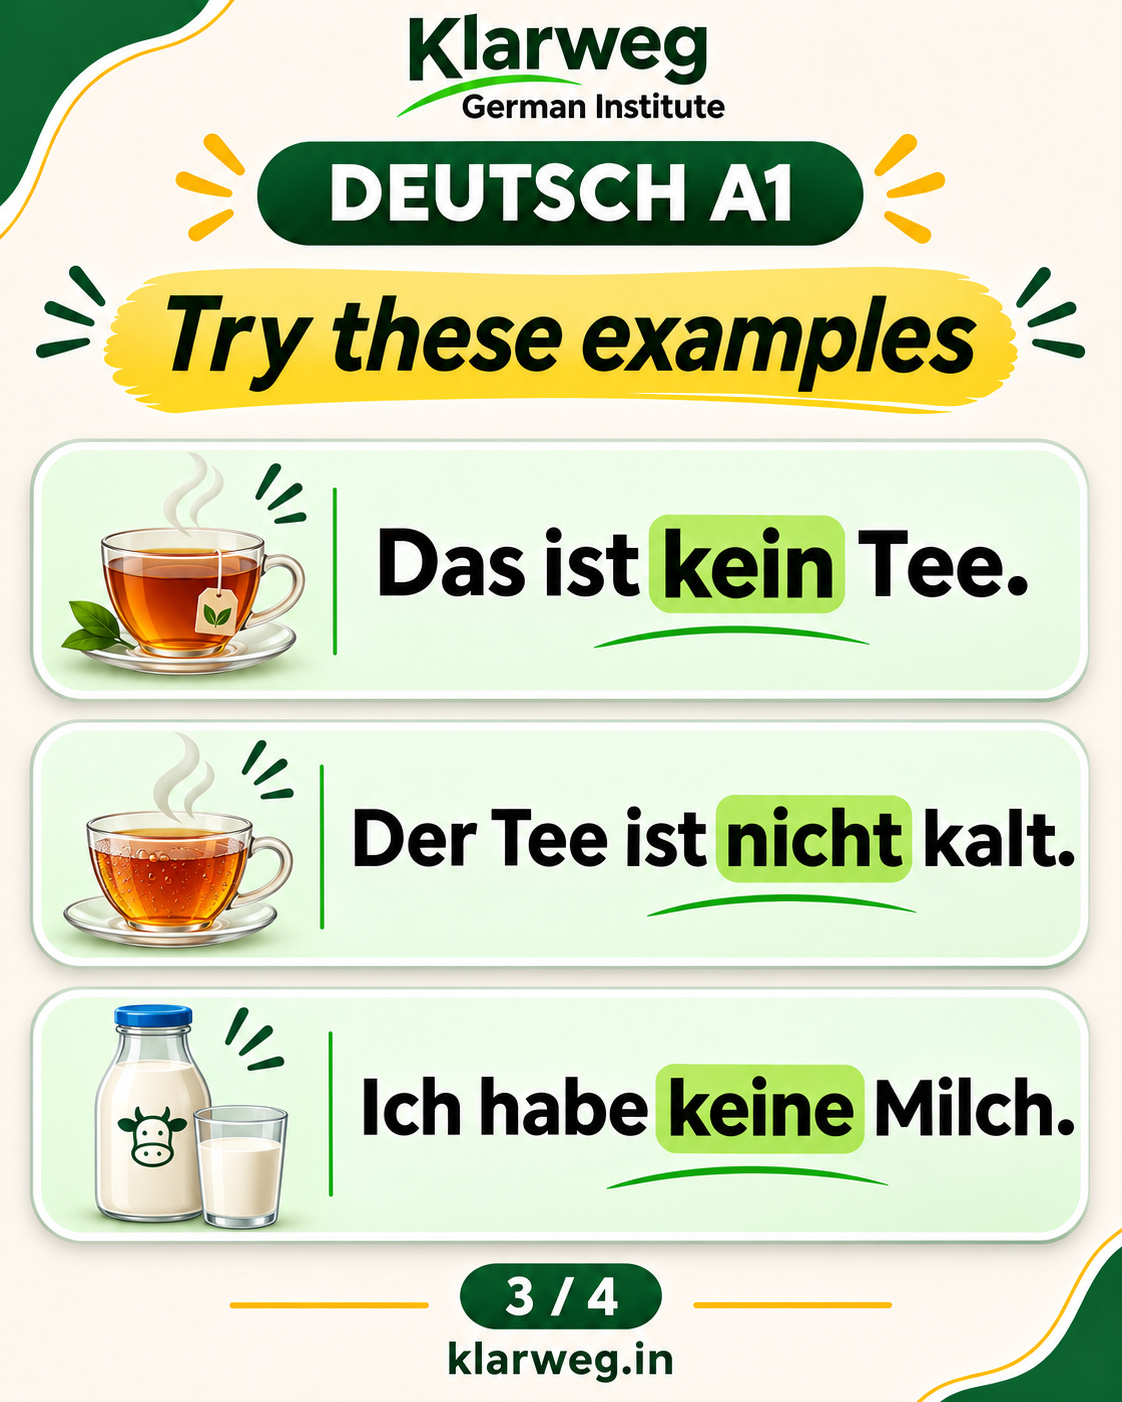 Klarweg
German Institute
DEUTSCH A1
Try these examples
Das ist kein Tee.
Der Tee ist nicht kalt.
Ich habe keine Milch.
3 / 4
klarweg.in